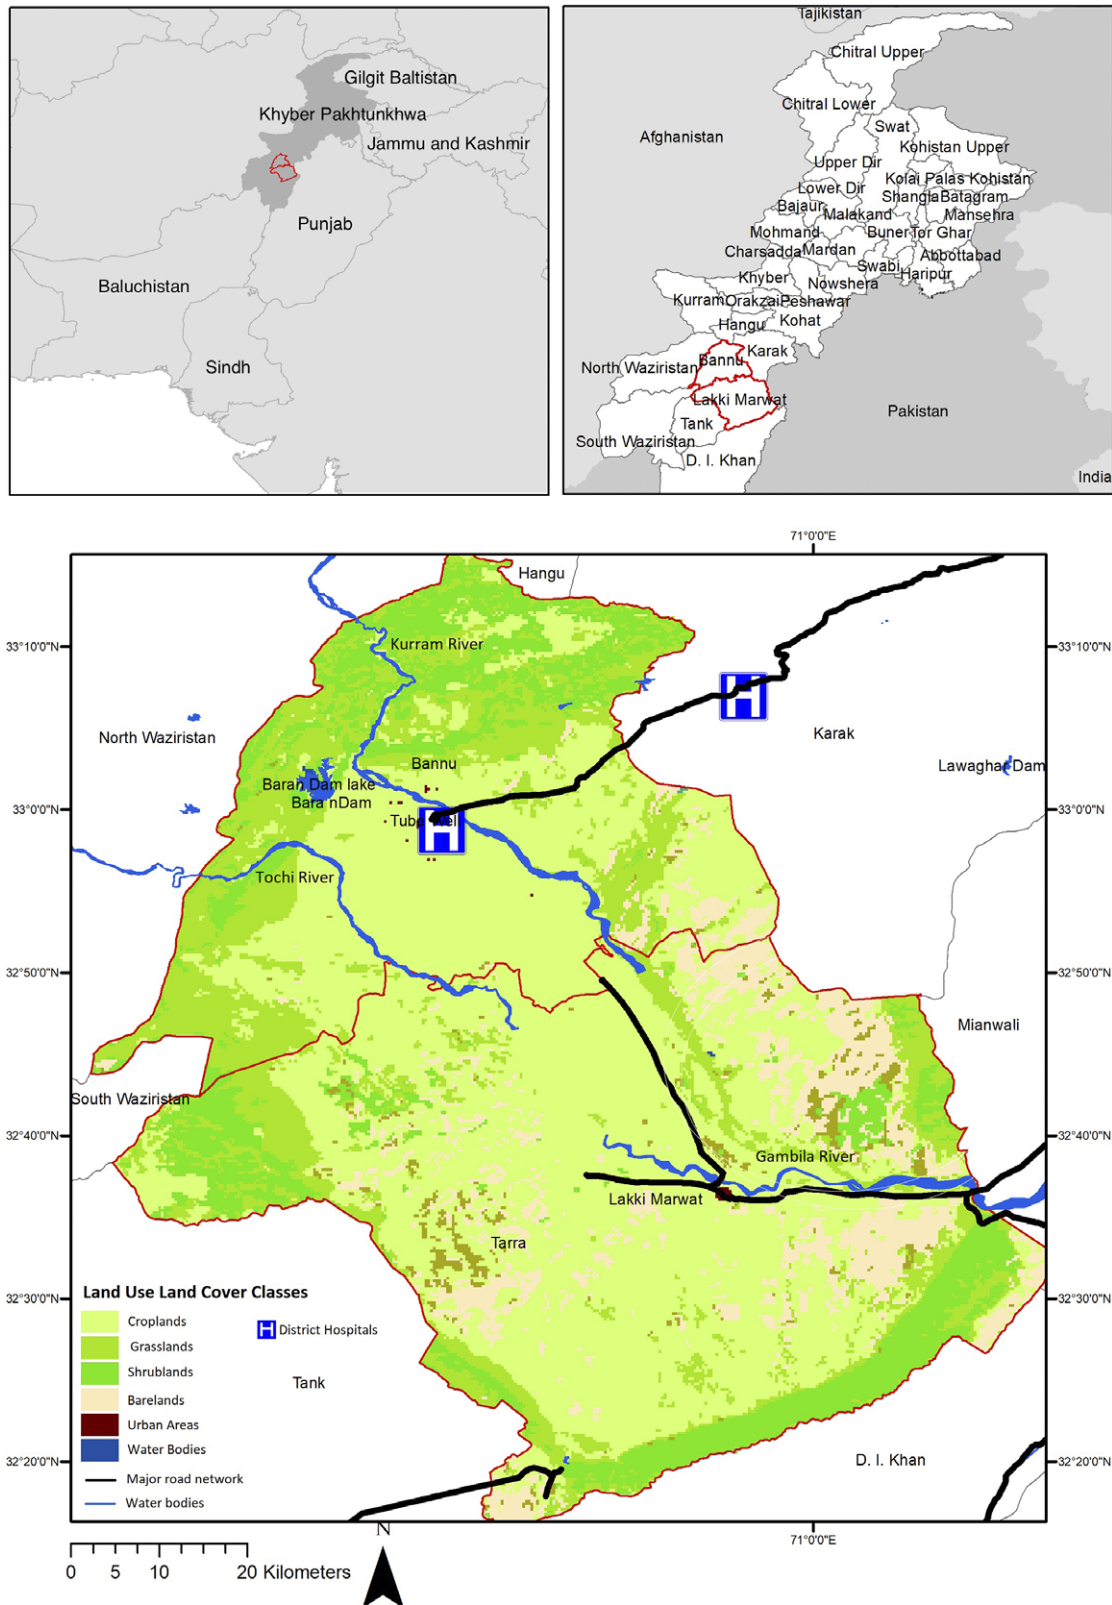 Gilgit Baltistan
Khyber Pakhtunkhwa
Jammu and Kashmir
Punjab
Baluchistan
Sindh
Tajikistan
Chitral Upper
Chitral Lower
Afghanistan
Swat
Kohistan Upper
Upper Dir
Kolai Palas Kohistan
Lower Dir
Shangla Batagram
Bajaur
Malakand
Mansehra
Mohmand
Buner Tor Ghar
Charsadda Mardan
Abbottabad
Swabi
Haripur
Khyber
Nowshera
Kurram Orakzai Peshawar
Hangu
Kohat
Karak
Bannu
North Waziristan
Lakki Marwat
Pakistan
Tank
South Waziristan
D. I. Khan
India
71°0'0"E
Hangu
33°10'0"N
Kurram River
33°10'0"N
North Waziristan
Karak
Bannu
Lawaghar Dam
Baran Dam lake
Bara nDam
33°0'0"N
33°0'0"N
Tube Wel
Tochi River
32°50'0"N
32°50'0"N
Mianwali
South Waziristan
32°40'0"N
32°40'0"N
Gambila River
Lakki Marwat
Tarra
32°30'0"N
32°30'0"N
Land Use Land Cover Classes
Croplands
H District Hospitals
Grasslands
Shrublands
Barelands
Urban Areas
Water Bodies
Major road network
Water bodies
Tank
D. I. Khan
32°20'0"N
32°20'0"N
71°0'0"E
N
0 5 10 20 Kilometers
H
H